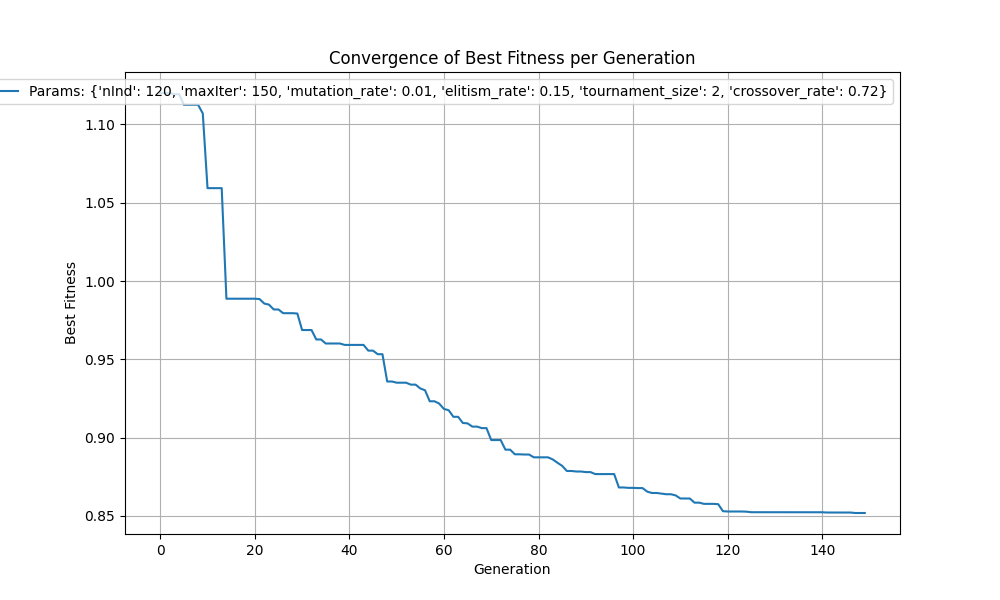 Convergence of Best Fitness per Generation
Params: {'nInd': 120, 'maxIter': 150, 'mutation_rate': 0.01, 'elitism_rate': 0.15, 'tournament_size': 2, 'crossover_rate': 0.72}
1.10
1.05
1.00
0.95
0.90
0.85
Best Fitness
0 20 40 60 80 100 120 140
Generation